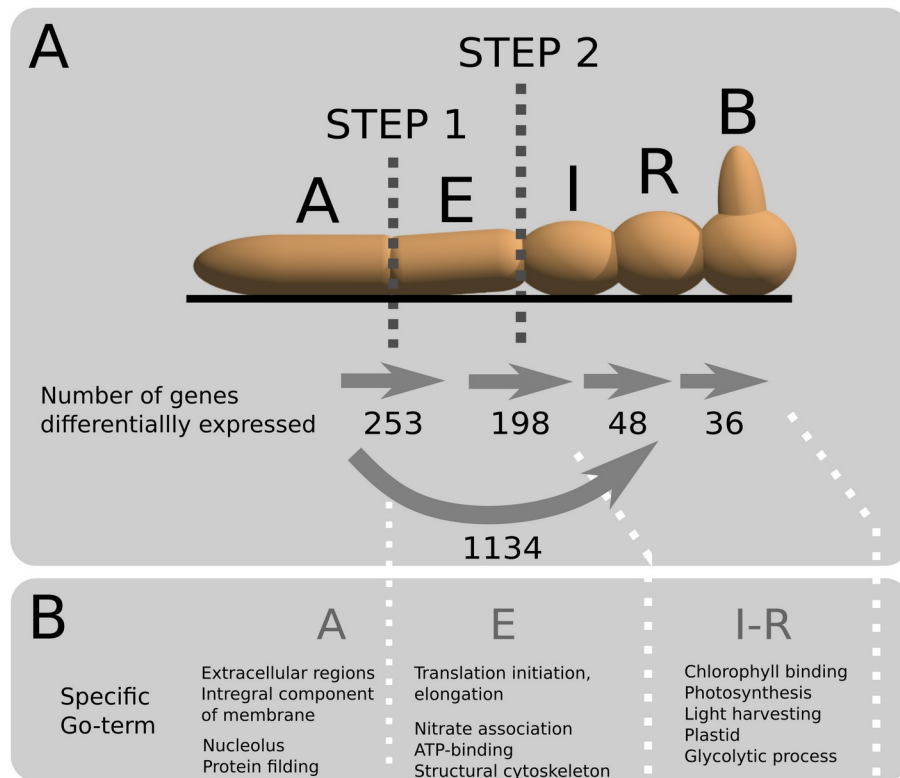 A
STEP 2
STEP 1
B
A
E
I
R
Number of genes
differentiallly expressed
253
198
48
36
1134
B
A
E
I-R
Specific
Go-term
Extracellular regions
Intregral component
of membrane
Nucleolus
Protein filding
Translation initiation,
elongation
Nitrate association
ATP-binding
Structural cytoskeleton
Chlorophyll binding
Photosynthesis
Light harvesting
Plastid
Glycolytic process